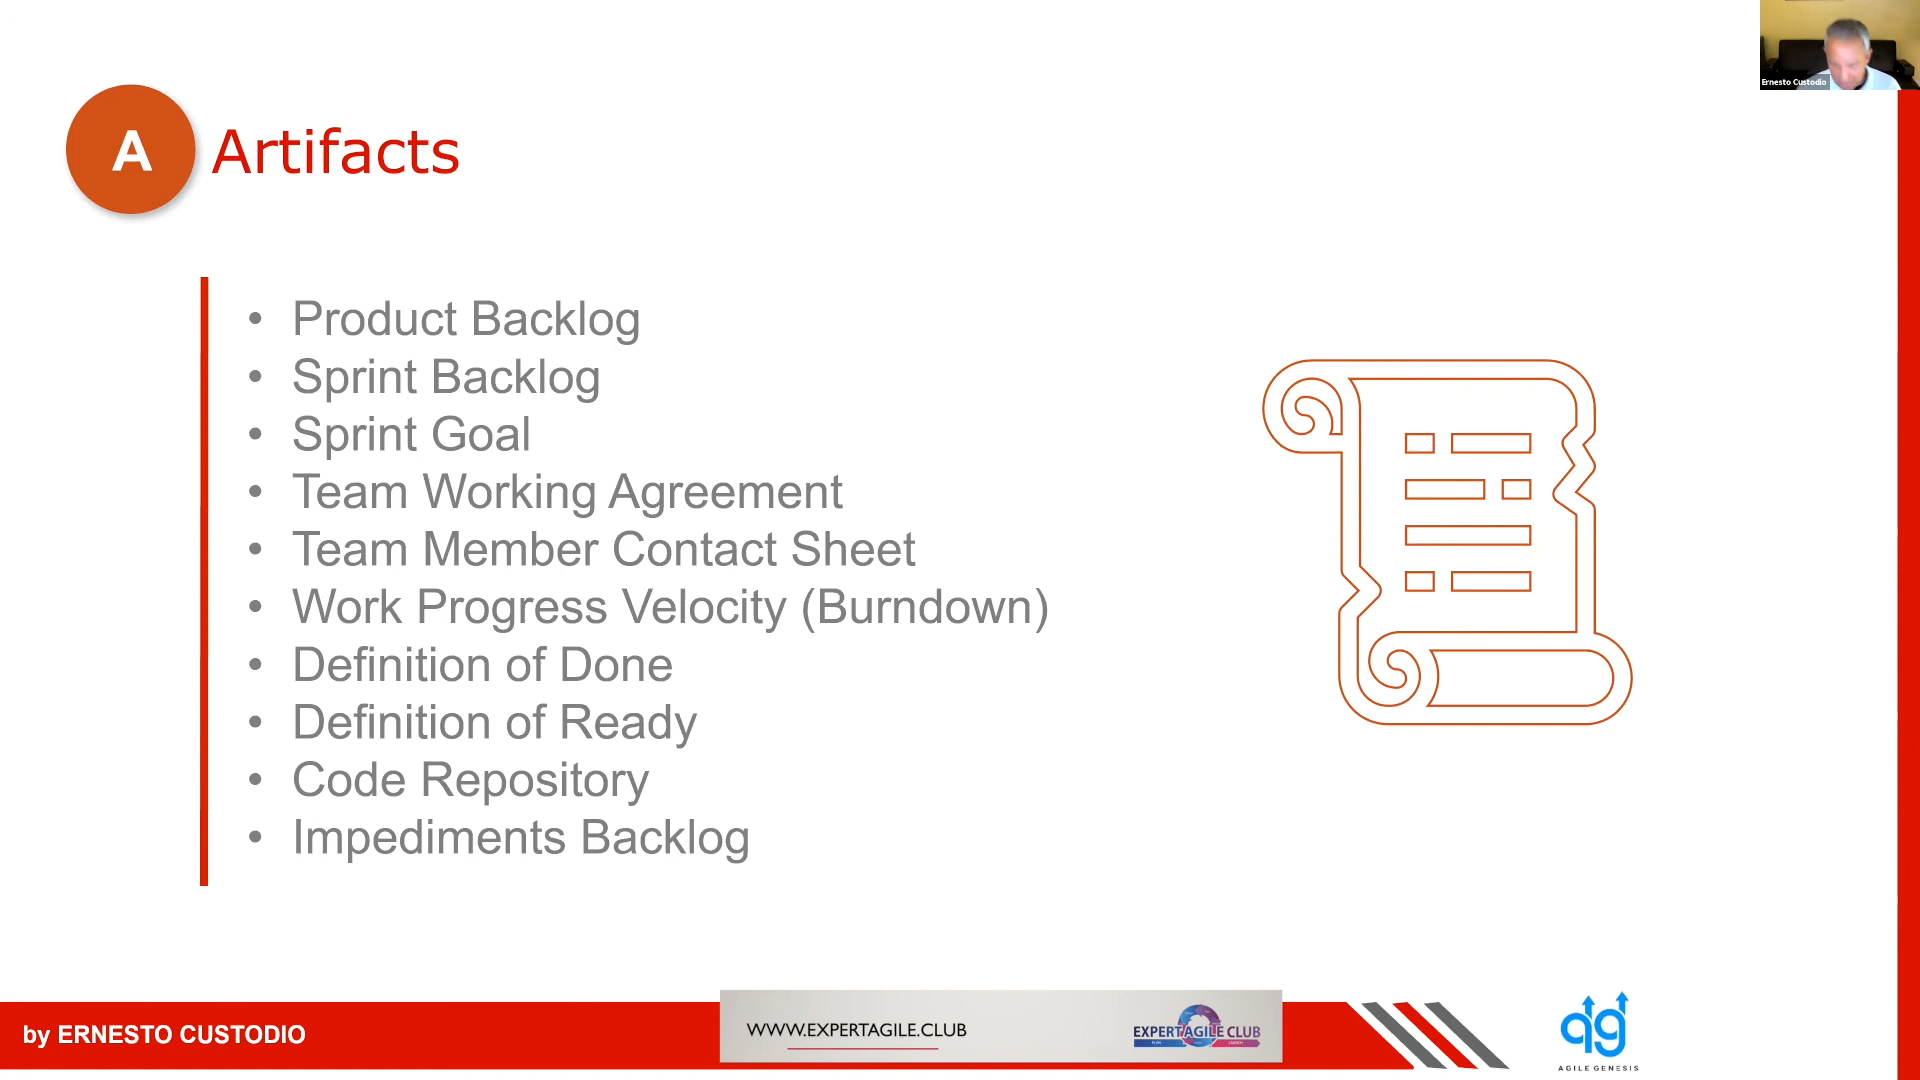 Ernesto Custodio
A
Artifacts
• Product Backlog
• Sprint Backlog
• Sprint Goal
• Team Working Agreement
• Team Member Contact Sheet
• Work Progress Velocity (Burndown)
• Definition of Done
• Definition of Ready
• Code Repository
• Impediments Backlog
by ERNESTO CUSTODIO
WWW.EXPERTAGILE.CLUB
EXPERT AGILE CLUB
PLAN
LAUNCH
ag
AGILE GENESIS